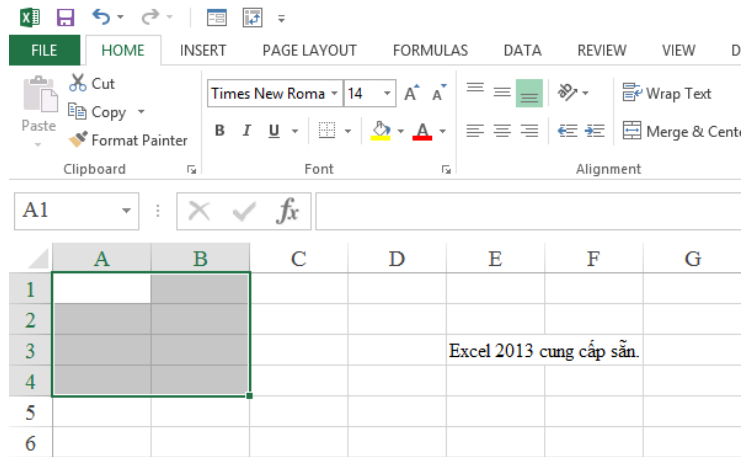 FILE HOME INSERT PAGE LAYOUT FORMULAS DATA REVIEW VIEW D
Cut
Copy
Format Painter
Paste
Times New Roma 14 A A
B I U A
Wrap Text
Merge & Cente
Clipboard Font Alignment
A1 fx
A B C D E F G
1
2
3 Excel 2013 cung cấp sẵn.
4
5
6